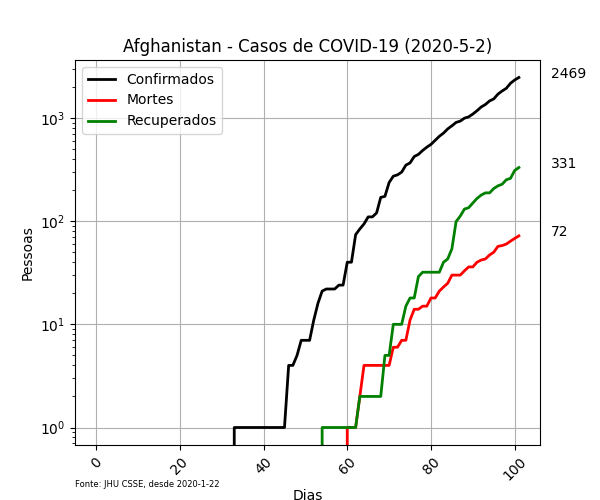 Afghanistan - Casos de COVID-19 (2020-5-2)
Confirmados
Mortes
Recuperados
2469
331
72
10³
10²
10¹
10⁰
Pessoas
0 20 40 60 80 100
Fonte: JHU CSSE, desde 2020-1-22
Dias